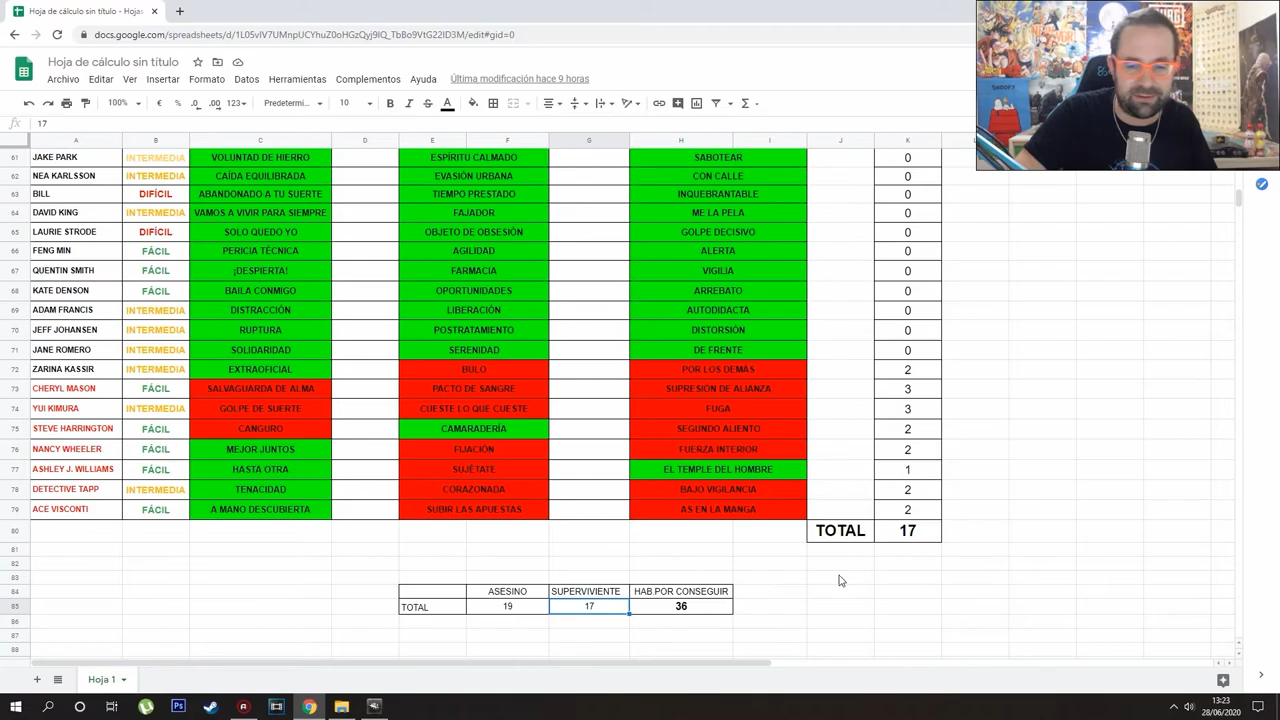 Hoja de cálculo sin título - Hojas
docs.google.com/spreadsheets/d/
Hoja de cálculo sin título
Archivo Editar Ver Insertar Formato Datos Herramientas Complementos Ayuda Última modificación hace 9 horas
100% € % .0 .00 123 Predetermi... 10 B I S A
fx 17
A B C D E F G H I J K
61 JAKE PARK INTERMEDIA VOLUNTAD DE HIERRO ESPÍRITU CALMADO SABOTEAR 0
62 NEA KARLSSON INTERMEDIA CAÍDA EQUILIBRADA EVASIÓN URBANA CON CALLE 0
63 BILL DIFÍCIL ABANDONADO A TU SUERTE TIEMPO PRESTADO INQUEBRANTABLE 0
64 DAVID KING INTERMEDIA VAMOS A VIVIR PARA SIEMPRE FAJADOR ME LA PELA 0
65 LAURIE STRODE DIFÍCIL SOLO QUEDO YO OBJETO DE OBSESIÓN GOLPE DECISIVO 0
66 FENG MIN FÁCIL PERICIA TÉCNICA AGILIDAD ALERTA 0
67 QUENTIN SMITH FÁCIL ¡DESPIERTA! FARMACIA VIGILIA 0
68 KATE DENSON FÁCIL BAILA CONMIGO OPORTUNIDADES ARREBATO 0
69 ADAM FRANCIS INTERMEDIA DISTRACCIÓN LIBERACIÓN AUTODIDACTA 0
70 JEFF JOHANSEN INTERMEDIA RUPTURA POSTRATAMIENTO DISTORSIÓN 0
71 JANE ROMERO INTERMEDIA SOLIDARIDAD SERENIDAD DE FRENTE 0
72 ZARINA KASSIR INTERMEDIA EXTRAOFICIAL BULO POR LOS DEMÁS 2
73 CHERYL MASON FÁCIL SALVAGUARDA DE ALMA PACTO DE SANGRE SUPRESIÓN DE ALIANZA 3
74 YUI KIMURA INTERMEDIA GOLPE DE SUERTE CUESTE LO QUE CUESTE FUGA 3
75 STEVE HARRINGTON FÁCIL CANGURO CAMARADERÍA SEGUNDO ALIENTO 2
76 NANCY WHEELER FÁCIL MEJOR JUNTOS FIJACIÓN FUERZA INTERIOR 2
77 ASHLEY J. WILLIAMS FÁCIL HASTA OTRA SUJÉTATE EL TEMPLE DEL HOMBRE 1
78 DETECTIVE TAPP INTERMEDIA TENACIDAD CORAZONADA BAJO VIGILANCIA 2
79 ACE VISCONTI FÁCIL A MANO DESCUBIERTA SUBIR LAS APUESTAS AS EN LA MANGA 2
80 TOTAL 17
81
82
83
84 ASESINO SUPERVIVIENTE HAB.POR CONSEGUIR
85 TOTAL 19 17 36
86
87
88
Hoja 1
13:23
28/06/2020